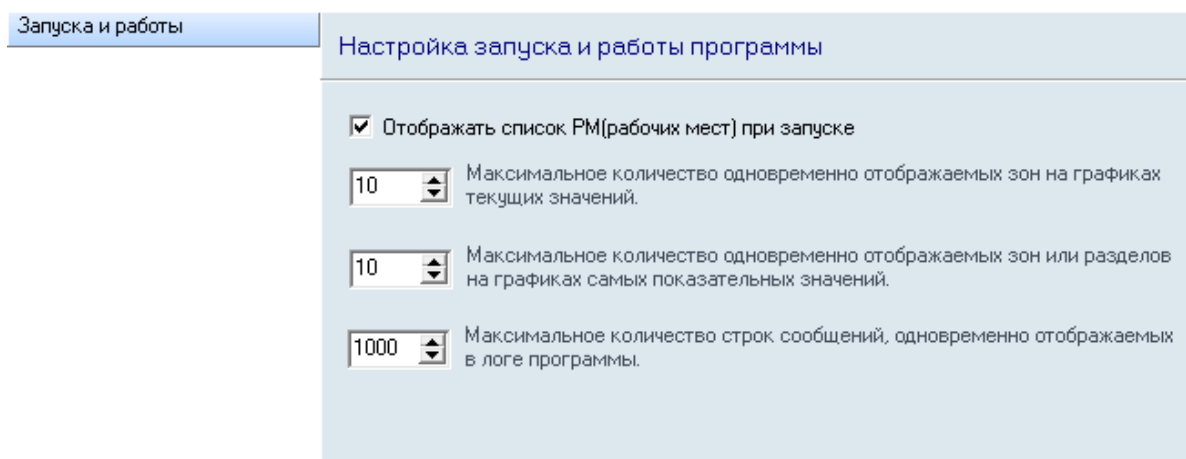 Запуска и работы
Настройка запуска и работы программы
Отображать список РМ(рабочих мест) при запуске
10
Максимальное количество одновременно отображаемых зон на графиках
текущих значений.
10
Максимальное количество одновременно отображаемых зон или разделов
на графиках самых показательных значений.
1000
Максимальное количество строк сообщений, одновременно отображаемых
в логе программы.